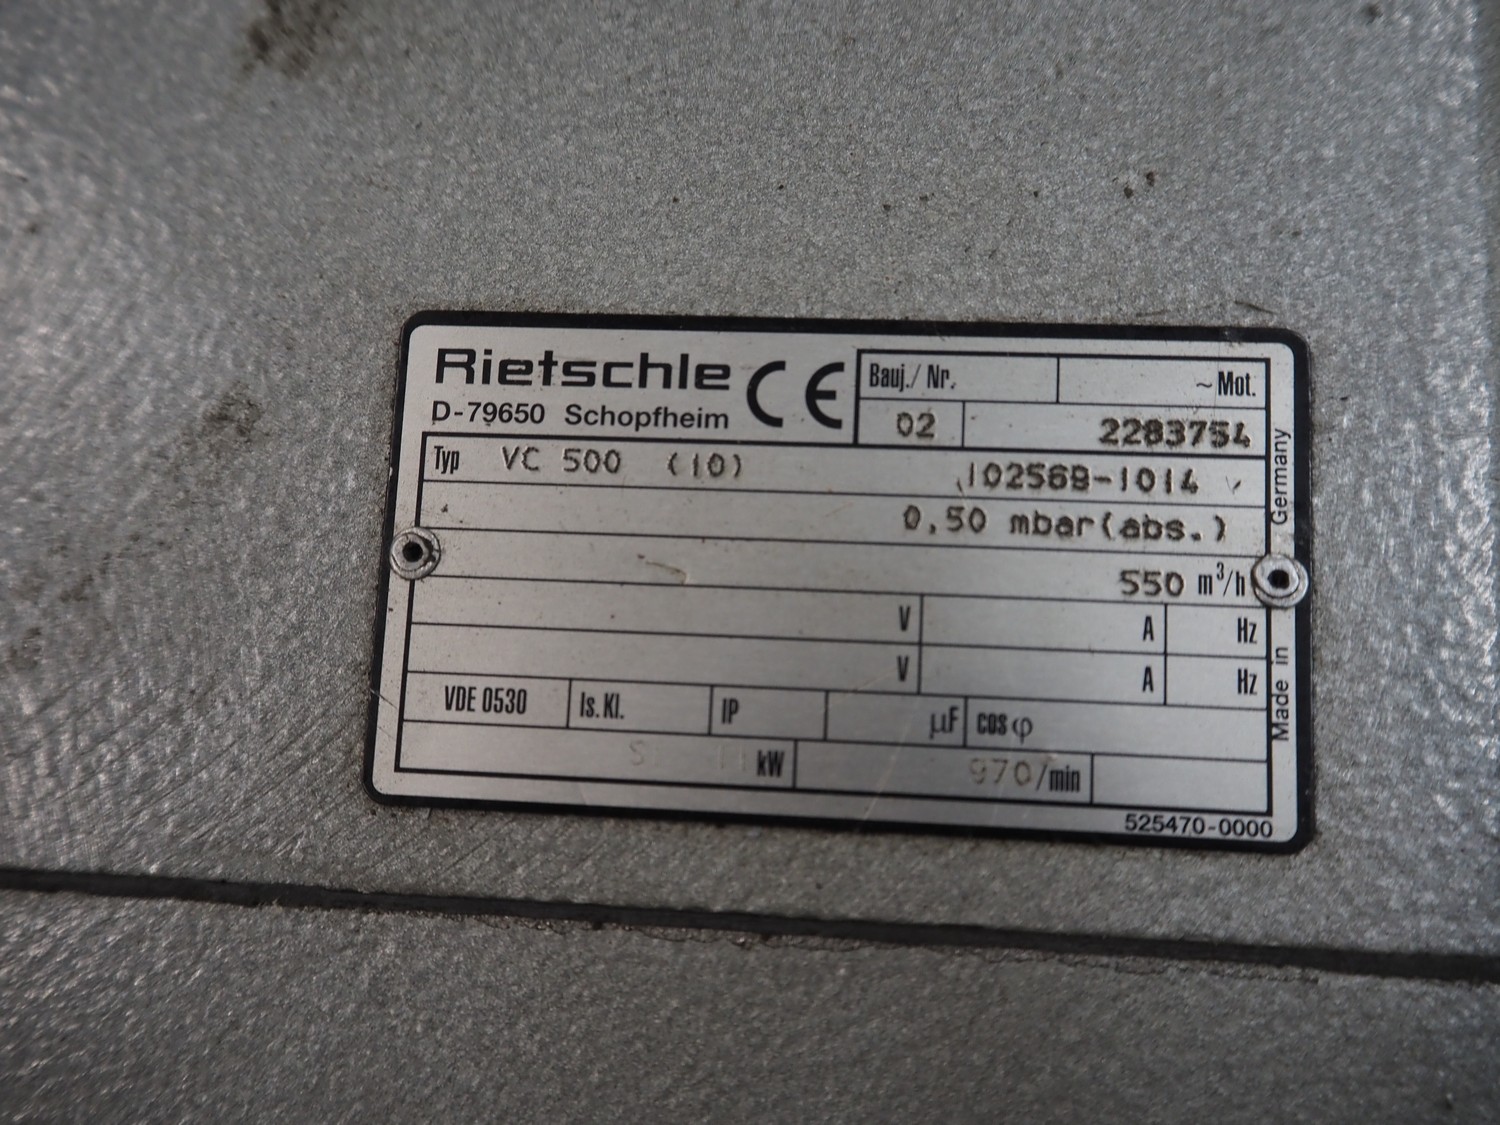 Rietschle CE
D-79650 Schopfheim
Bauj./ Nr. ~Mot.
02 2283754
Typ VC 500 (10) 102568-1014
0,50 mbar(abs.)
550 m³/h
V A Hz
V A Hz
VDE 0530 Is. Kl. IP µF cos φ
kW 970/min
525470-0000
Made in Germany